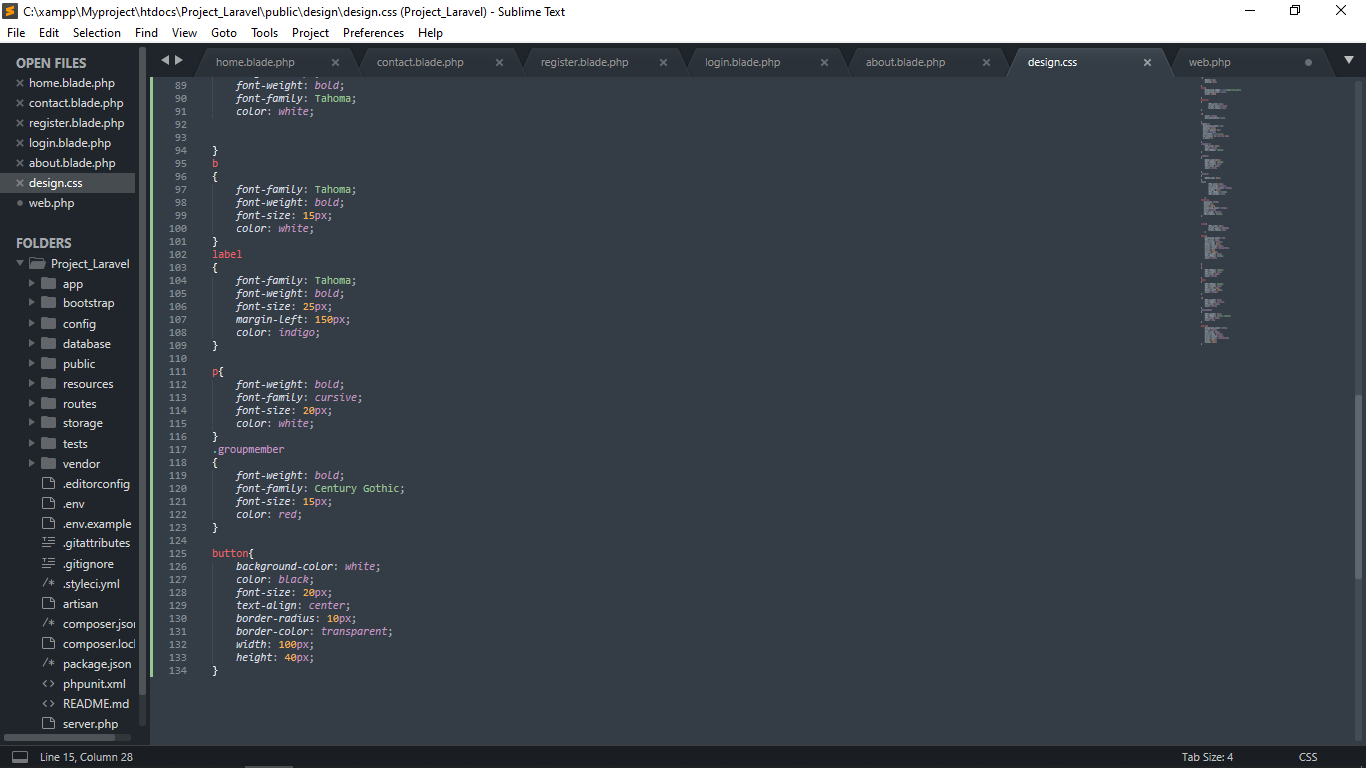 C:\xampp\Myproject\htdocs\Project_Laravel\public\design\design.css (Project_Laravel) - Sublime Text
File Edit Selection Find View Goto Tools Project Preferences Help
OPEN FILES
home.blade.php
contact.blade.php
register.blade.php
login.blade.php
about.blade.php
design.css
web.php
FOLDERS
Project_Laravel
app
bootstrap
config
database
public
resources
routes
storage
tests
vendor
.editorconfig
.env
.env.example
.gitattributes
.gitignore
/* .styleci.yml
artisan
/* composer.jso
composer.loc
/* package.json
<> phpunit.xml
<> README.md
server.php
home.blade.php contact.blade.php register.blade.php login.blade.php about.blade.php design.css web.php
89 font-weight: bold;
90 font-family: Tahoma;
91 color: white;
92
93
94 }
95 b
96 {
97 font-family: Tahoma;
98 font-weight: bold;
99 font-size: 15px;
100 color: white;
101 }
102 label
103 {
104 font-family: Tahoma;
105 font-weight: bold;
106 font-size: 25px;
107 margin-left: 150px;
108 color: indigo;
109 }
110
111 p{
112 font-weight: bold;
113 font-family: cursive;
114 font-size: 20px;
115 color: white;
116 }
117 .groupmember
118 {
119 font-weight: bold;
120 font-family: Century Gothic;
121 font-size: 15px;
122 color: red;
123 }
124
125 button{
126 background-color: white;
127 color: black;
128 font-size: 20px;
129 text-align: center;
130 border-radius: 10px;
131 border-color: transparent;
132 width: 100px;
133 height: 40px;
134 }
Line 15, Column 28 Tab Size: 4 CSS